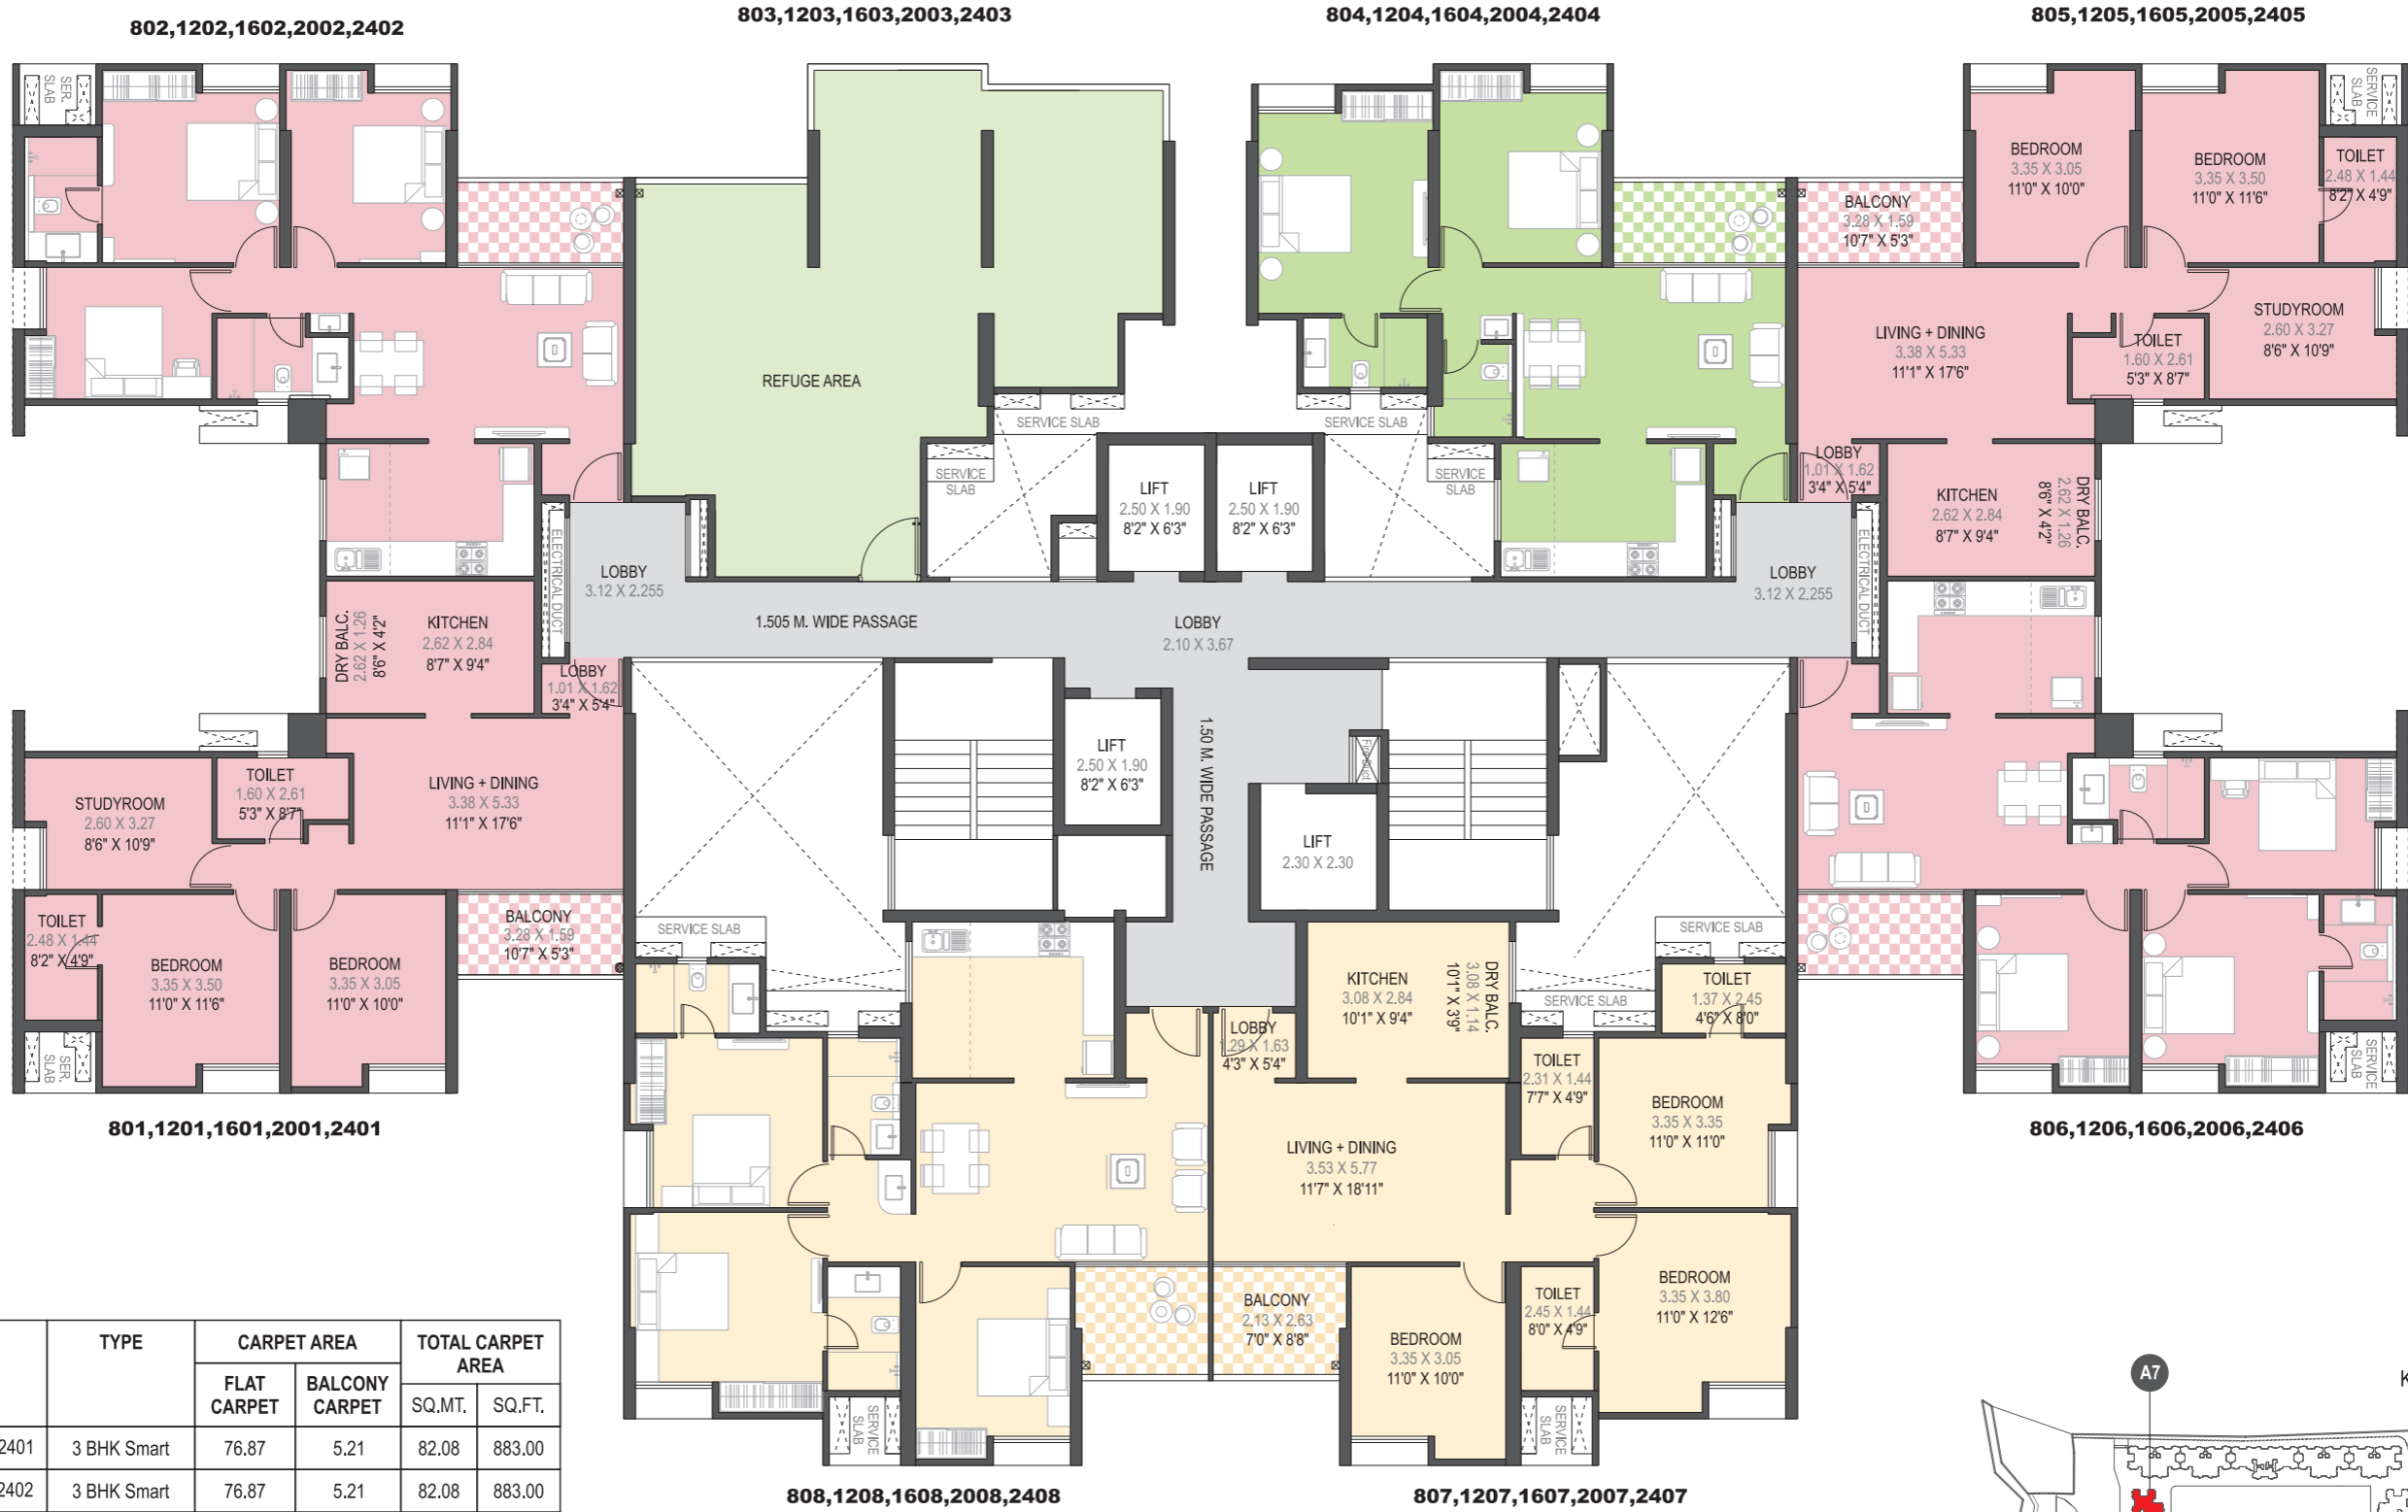 802,1202,1602,2002,2402
803,1203,1603,2003,2403
804,1204,1604,2004,2404
805,1205,1605,2005,2405
SER.
SLAB
REFUGE AREA
SERVICE SLAB
SERVICE
SLAB
LIFT
2.50 X 1.90
8'2" X 6'3"
LIFT
2.50 X 1.90
8'2" X 6'3"
SERVICE SLAB
SERVICE
SLAB
BEDROOM
3.35 X 3.05
11'0" X 10'0"
BEDROOM
3.35 X 3.50
11'0" X 11'6"
SERVICE
SLAB
TOILET
2.48 X 1.44
8'2" X 4'9"
BALCONY
3.28 X 1.59
10'7" X 5'3"
LIVING + DINING
3.38 X 5.33
11'1" X 17'6"
STUDYROOM
2.60 X 3.27
8'6" X 10'9"
TOILET
1.60 X 2.61
5'3" X 8'7"
LOBBY
1.01 X 1.62
3'4" X 5'4"
KITCHEN
2.62 X 2.84
8'7" X 9'4"
DRY BALC.
2.62 X 1.26
8'6" X 4'2"
ELECTRICAL DUCT
LOBBY
3.12 X 2.255
1.505 M. WIDE PASSAGE
LOBBY
2.10 X 3.67
LOBBY
3.12 X 2.255
ELECTRICAL DUCT
DRY BALC.
2.62 X 1.26
8'6" X 4'2"
KITCHEN
2.62 X 2.84
8'7" X 9'4"
LOBBY
1.01 X 1.62
3'4" X 5'4"
LIFT
2.50 X 1.90
8'2" X 6'3"
1.50 M. WIDE PASSAGE
Fire Duct
LIFT
2.30 X 2.30
STUDYROOM
2.60 X 3.27
8'6" X 10'9"
TOILET
1.60 X 2.61
5'3" X 8'7"
LIVING + DINING
3.38 X 5.33
11'1" X 17'6"
TOILET
2.48 X 1.44
8'2" X 4'9"
BEDROOM
3.35 X 3.50
11'0" X 11'6"
BEDROOM
3.35 X 3.05
11'0" X 10'0"
BALCONY
3.28 X 1.59
10'7" X 5'3"
SER.
SLAB
SERVICE SLAB
KITCHEN
3.08 X 2.84
10'1" X 9'4"
DRY BALC.
3.08 X 1.14
10'1" X 3'9"
SERVICE SLAB
SERVICE SLAB
TOILET
1.37 X 2.45
4'6" X 8'0"
LOBBY
1.29 X 1.63
4'3" X 5'4"
TOILET
2.31 X 1.44
7'7" X 4'9"
BEDROOM
3.35 X 3.35
11'0" X 11'0"
SERVICE
SLAB
801,1201,1601,2001,2401
806,1206,1606,2006,2406
LIVING + DINING
3.53 X 5.77
11'7" X 18'11"
BALCONY
2.13 X 2.63
7'0" X 8'8"
BEDROOM
3.35 X 3.05
11'0" X 10'0"
TOILET
2.45 X 1.44
8'0" X 4'9"
BEDROOM
3.35 X 3.80
11'0" X 12'6"
SERVICE
SLAB
SERVICE
SLAB
808,1208,1608,2008,2408
807,1207,1607,2007,2407
TYPE CARPET AREA TOTAL CARPET
AREA
FLAT
CARPET BALCONY
CARPET SQ.MT. SQ.FT.
2401 3 BHK Smart 76.87 5.21 82.08 883.00
2402 3 BHK Smart 76.87 5.21 82.08 883.00
A7
K